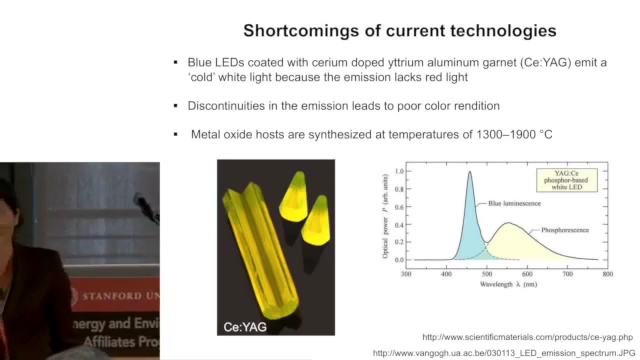 Shortcomings of current technologies
▪ Blue LEDs coated with cerium doped yttrium aluminum garnet (Ce:YAG) emit a
‘cold’ white light because the emission lacks red light
▪ Discontinuities in the emission leads to poor color rendition
▪ Metal oxide hosts are synthesized at temperatures of 1300–1900 °C
STANFORD UN
nergy and Envi
Affiliates Pro
Ce:YAG
Optical power P (arb. units)
1.0
0.8
0.6
0.4
0.2
0.0
YAG:Ce
phosphor-based
white LED
Blue luminescence
Phosphorescence
300 400 500 600 700 800
Wavelength λ (nm)
http://www.scientificmaterials.com/products/ce-yag.php
http://www.vangogh.ua.ac.be/030113_LED_emission_spectrum.JPG